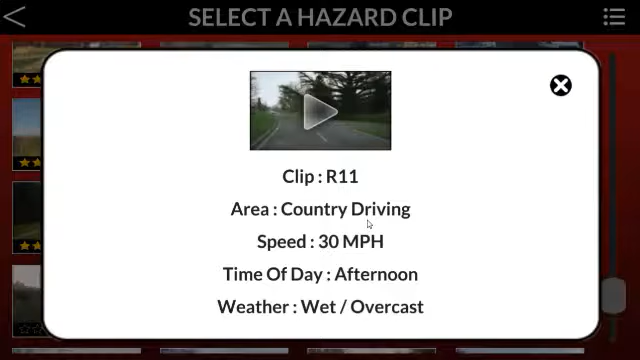 SELECT A HAZARD CLIP
Clip : R11
Area : Country Driving
Speed : 30 MPH
Time Of Day : Afternoon
Weather : Wet / Overcast